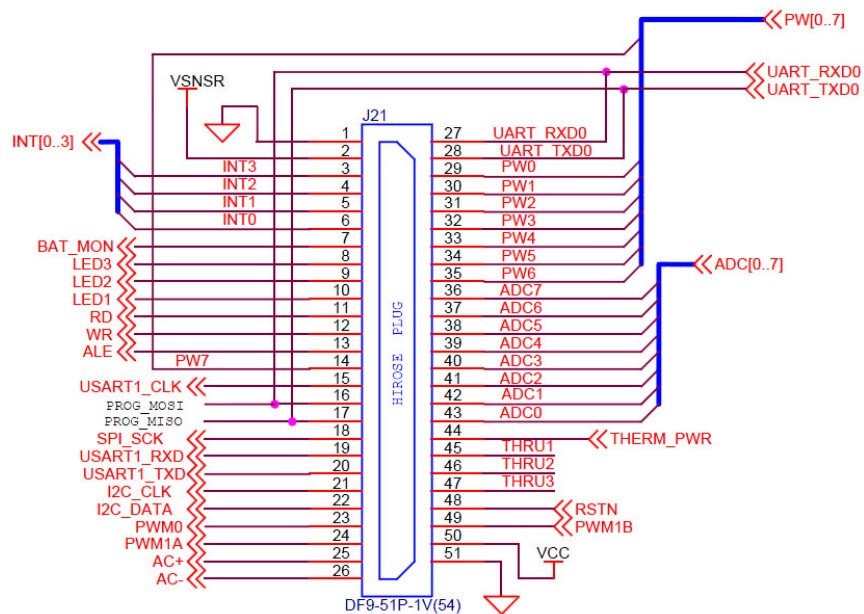 PW[0..7]
UART_RXD0
UART_TXD0
VSNSR
J21
INT[0..3]
1 27 UART_RXD0
2 28 UART_TXD0
INT3 3 29 PW0
INT2 4 30 PW1
INT1 5 31 PW2
INT0 6 32 PW3
BAT_MON 7 33 PW4
LED3 8 34 PW5
LED2 9 35 PW6
LED1 10 36 ADC7
RD 11 37 ADC6
WR 12 38 ADC5
ALE 13 39 ADC4
PW7 14 40 ADC3
USART1_CLK 15 41 ADC2
PROG_MOSI 16 42 ADC1
PROG_MISO 17 43 ADC0
SPI_SCK 18 44 THERM_PWR
USART1_RXD 19 45 THRU1
USART1_TXD 20 46 THRU2
I2C_CLK 21 47 THRU3
I2C_DATA 22 48 RSTN
PWM0 23 49 PWM1B
PWM1A 24 50 VCC
AC+ 25 51
AC- 26
ADC[0..7]
HIROSE PLUG
DF9-51P-1V(54)